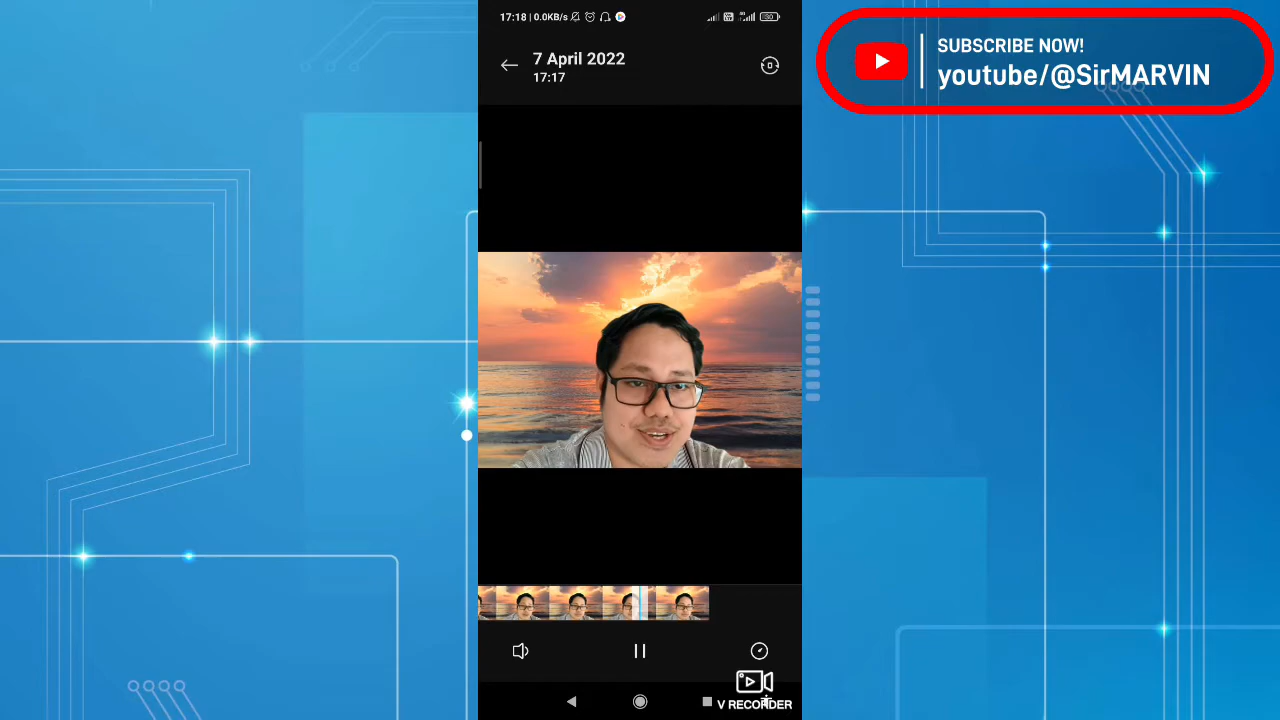 17:18 | 0.0KB/s
7 April 2022
17:17
SUBSCRIBE NOW!
youtube/@SirMARVIN
V RECORDER